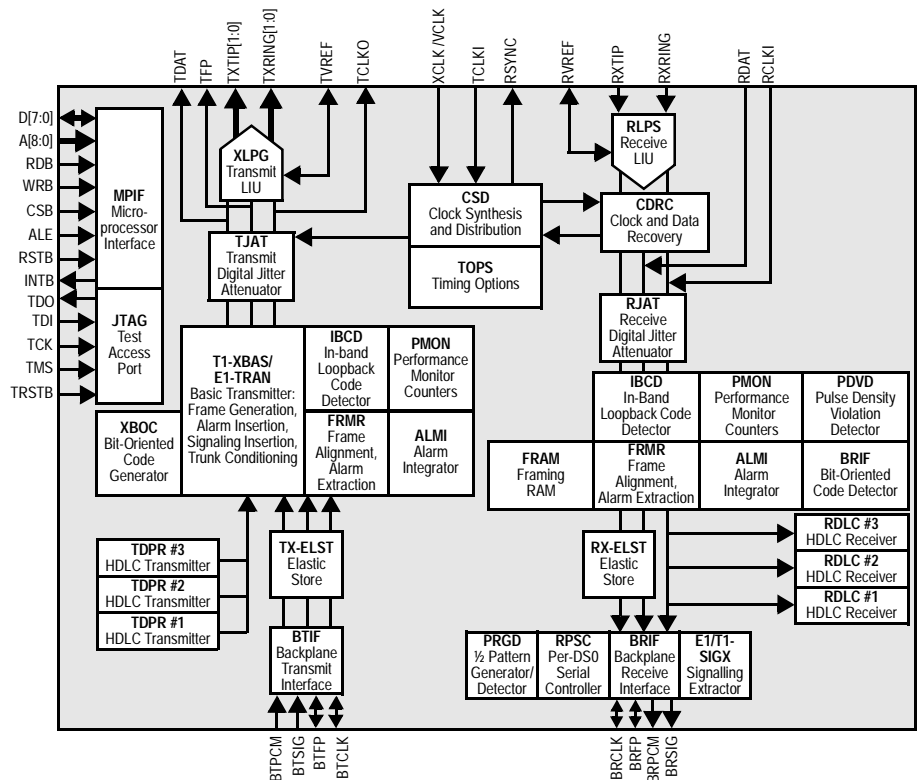 TDAT
TFP
TXTIP[1:0]
TXRING[1:0]
TVREF
TCLKO
XCLK/VCLK
TCLKI
RSYNC
RVREF
RXTIP
RXRING
RDAT
RCLKI
D[7:0]
A[8:0]
RDB
WRB
CSB
ALE
RSTB
INTB
TDO
TDI
TCK
TMS
TRSTB
MPIF
Micro-
processor
Interface
JTAG
Test
Access
Port
XLPG
Transmit
LIU
TJAT
Transmit
Digital Jitter
Attenuator
CSD
Clock Synthesis
and Distribution
TOPS
Timing Options
RLPS
Receive
LIU
CDRC
Clock and Data
Recovery
RJAT
Receive
Digital Jitter
Attenuator
XBOC
Bit-Oriented
Code
Generator
T1-XBAS/
E1-TRAN
Basic Transmitter:
Frame Generation,
Alarm Insertion,
Signaling Insertion,
Trunk Conditioning
IBCD
In-band
Loopback
Code
Detector
PMON
Performance
Monitor
Counters
FRMR
Frame
Alignment,
Alarm
Extraction
ALMI
Alarm
Integrator
IBCD
In-Band
Loopback Code
Detector
PMON
Performance
Monitor
Counters
PDVD
Pulse Density
Violation
Detector
FRAM
Framing
RAM
FRMR
Frame
Alignment,
Alarm Extraction
ALMI
Alarm
Integrator
BRIF
Bit-Oriented
Code Detector
TDPR #3
HDLC Transmitter
TDPR #2
HDLC Transmitter
TDPR #1
HDLC Transmitter
TX-ELST
Elastic
Store
BTIF
Backplane
Transmit
Interface
RX-ELST
Elastic
Store
RDLC #3
HDLC Receiver
RDLC #2
HDLC Receiver
RDLC #1
HDLC Receiver
PRGD
½ Pattern
Generator/
Detector
RPSC
Per-DS0
Serial
Controller
BRIF
Backplane
Receive
Interface
E1/T1-
SIGX
Signalling
Extractor
BTPCM
BTSIG
BTFP
BTCLK
BRCLK
BRFP
BRPCM
BRSIG